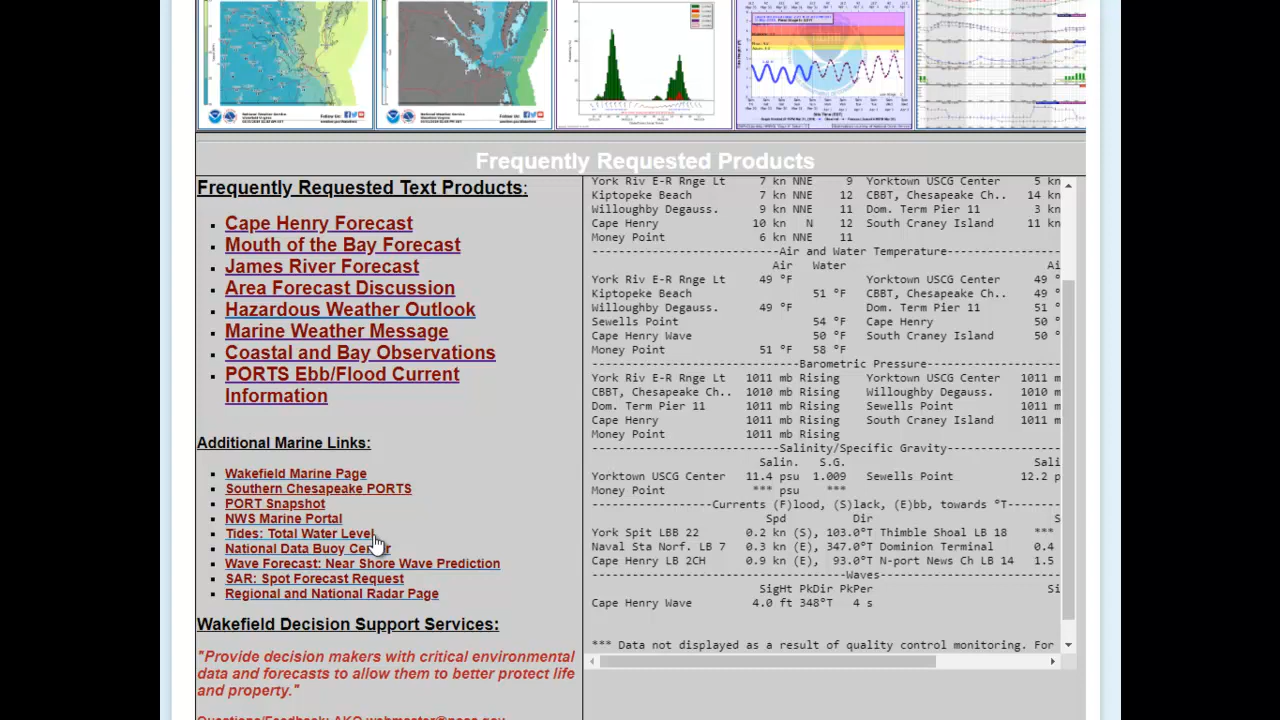 Frequently Requested Products
Frequently Requested Text Products:
Cape Henry Forecast
Mouth of the Bay Forecast
James River Forecast
Area Forecast Discussion
Hazardous Weather Outlook
Marine Weather Message
Coastal and Bay Observations
PORTS Ebb/Flood Current
Information
Additional Marine Links:
Wakefield Marine Page
Southern Chesapeake PORTS
PORT Snapshot
NWS Marine Portal
Tides: Total Water Level
National Data Buoy
Wave Forecast: Near Shore Wave Prediction
SAR: Spot Forecast Request
Regional and National Radar Page
Wakefield Decision Support Services:
"Provide decision makers with critical environmental
data and forecasts to allow them to better protect life
and property."
York Riv E-R Rnge Lt 7 kn NNE 9 Yorktown USCG Center 5 kn
Kiptopeke Beach 7 kn NNE 12 CBBT, Chesapeake Ch.. 14 kn
Willoughby Degauss. 9 kn NNE 11 Dom. Term Pier 11 3 kn
Cape Henry 10 kn N 12 South Craney Island 11 kn
Money Point 6 kn NNE 11
-----------------------Air and Water Temperature---------------
Air Water Ai
York Riv E-R Rnge Lt 49 °F Yorktown USCG Center 49 °
Kiptopeke Beach 51 °F CBBT, Chesapeake Ch.. 49 °
Willoughby Degauss. 49 °F Dom. Term Pier 11 51 °
Sewells Point 54 °F Cape Henry 50 °
Cape Henry Wave 50 °F South Craney Island 50 °
Money Point 51 °F 58 °F
--------------------------Barometric Pressure------------------
York Riv E-R Rnge Lt 1011 mb Rising Yorktown USCG Center 1011 m
CBBT, Chesapeake Ch.. 1010 mb Rising Willoughby Degauss. 1010 m
Dom. Term Pier 11 1011 mb Rising Sewells Point 1011 m
Cape Henry 1011 mb Rising South Craney Island 1011 m
Money Point 1011 mb Rising
-----------------------Salinity/Specific Gravity---------------
Salin. S.G. Sali
Yorktown USCG Center 11.4 psu 1.009 Sewells Point 12.2 p
Money Point *** psu ***
-----------------Currents (F)lood, (S)lack, (E)bb, towards °T-------
Spd Dir
York Spit LBB 22 0.2 kn (S), 103.0°T Thimble Shoal LB 18 ***
Naval Sta Norf. LB 7 0.3 kn (E), 347.0°T Dominion Terminal 0.4
Cape Henry LB 2CH 0.9 kn (E), 93.0°T N-port News Ch LB 14 1.5
------------------------------------Waves--------------------------
SigHt PkDir PkPer Si
Cape Henry Wave 4.0 ft 348°T 4 s
*** Data not displayed as a result of quality control monitoring. For